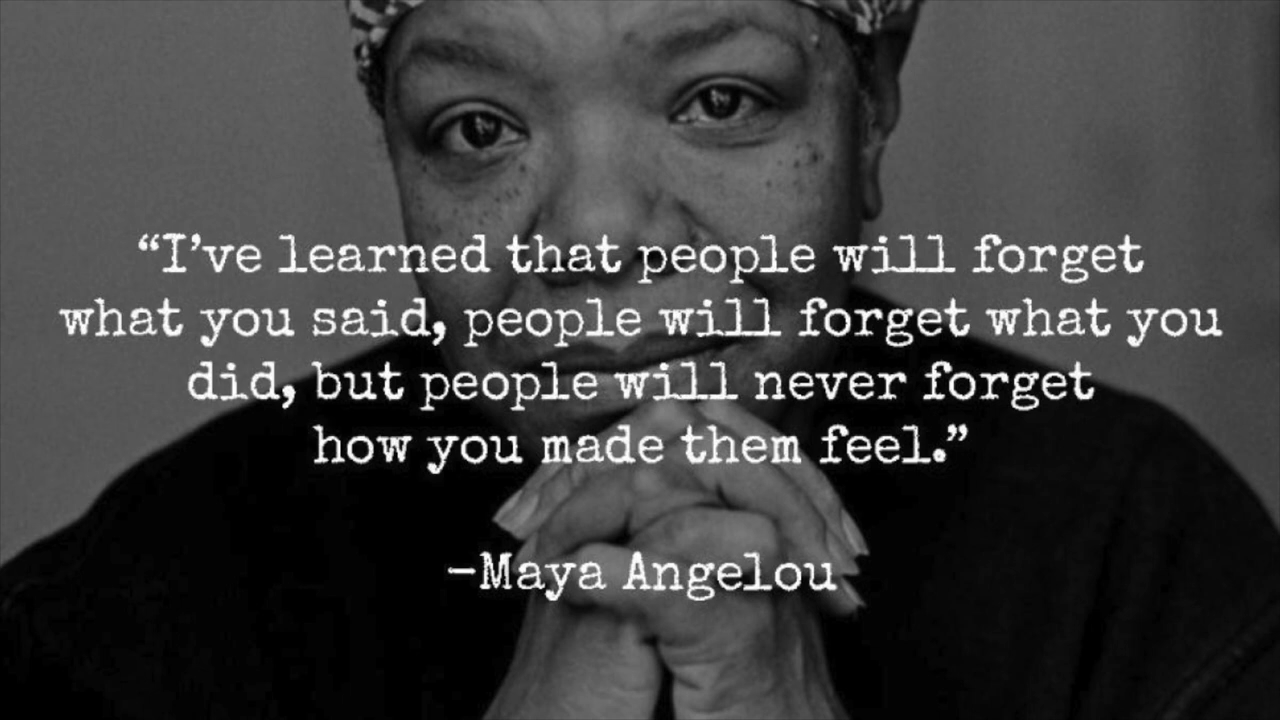 “I’ve learned that people will forget
what you said, people will forget what you
did, but people will never forget
how you made them feel.”
–Maya Angelou